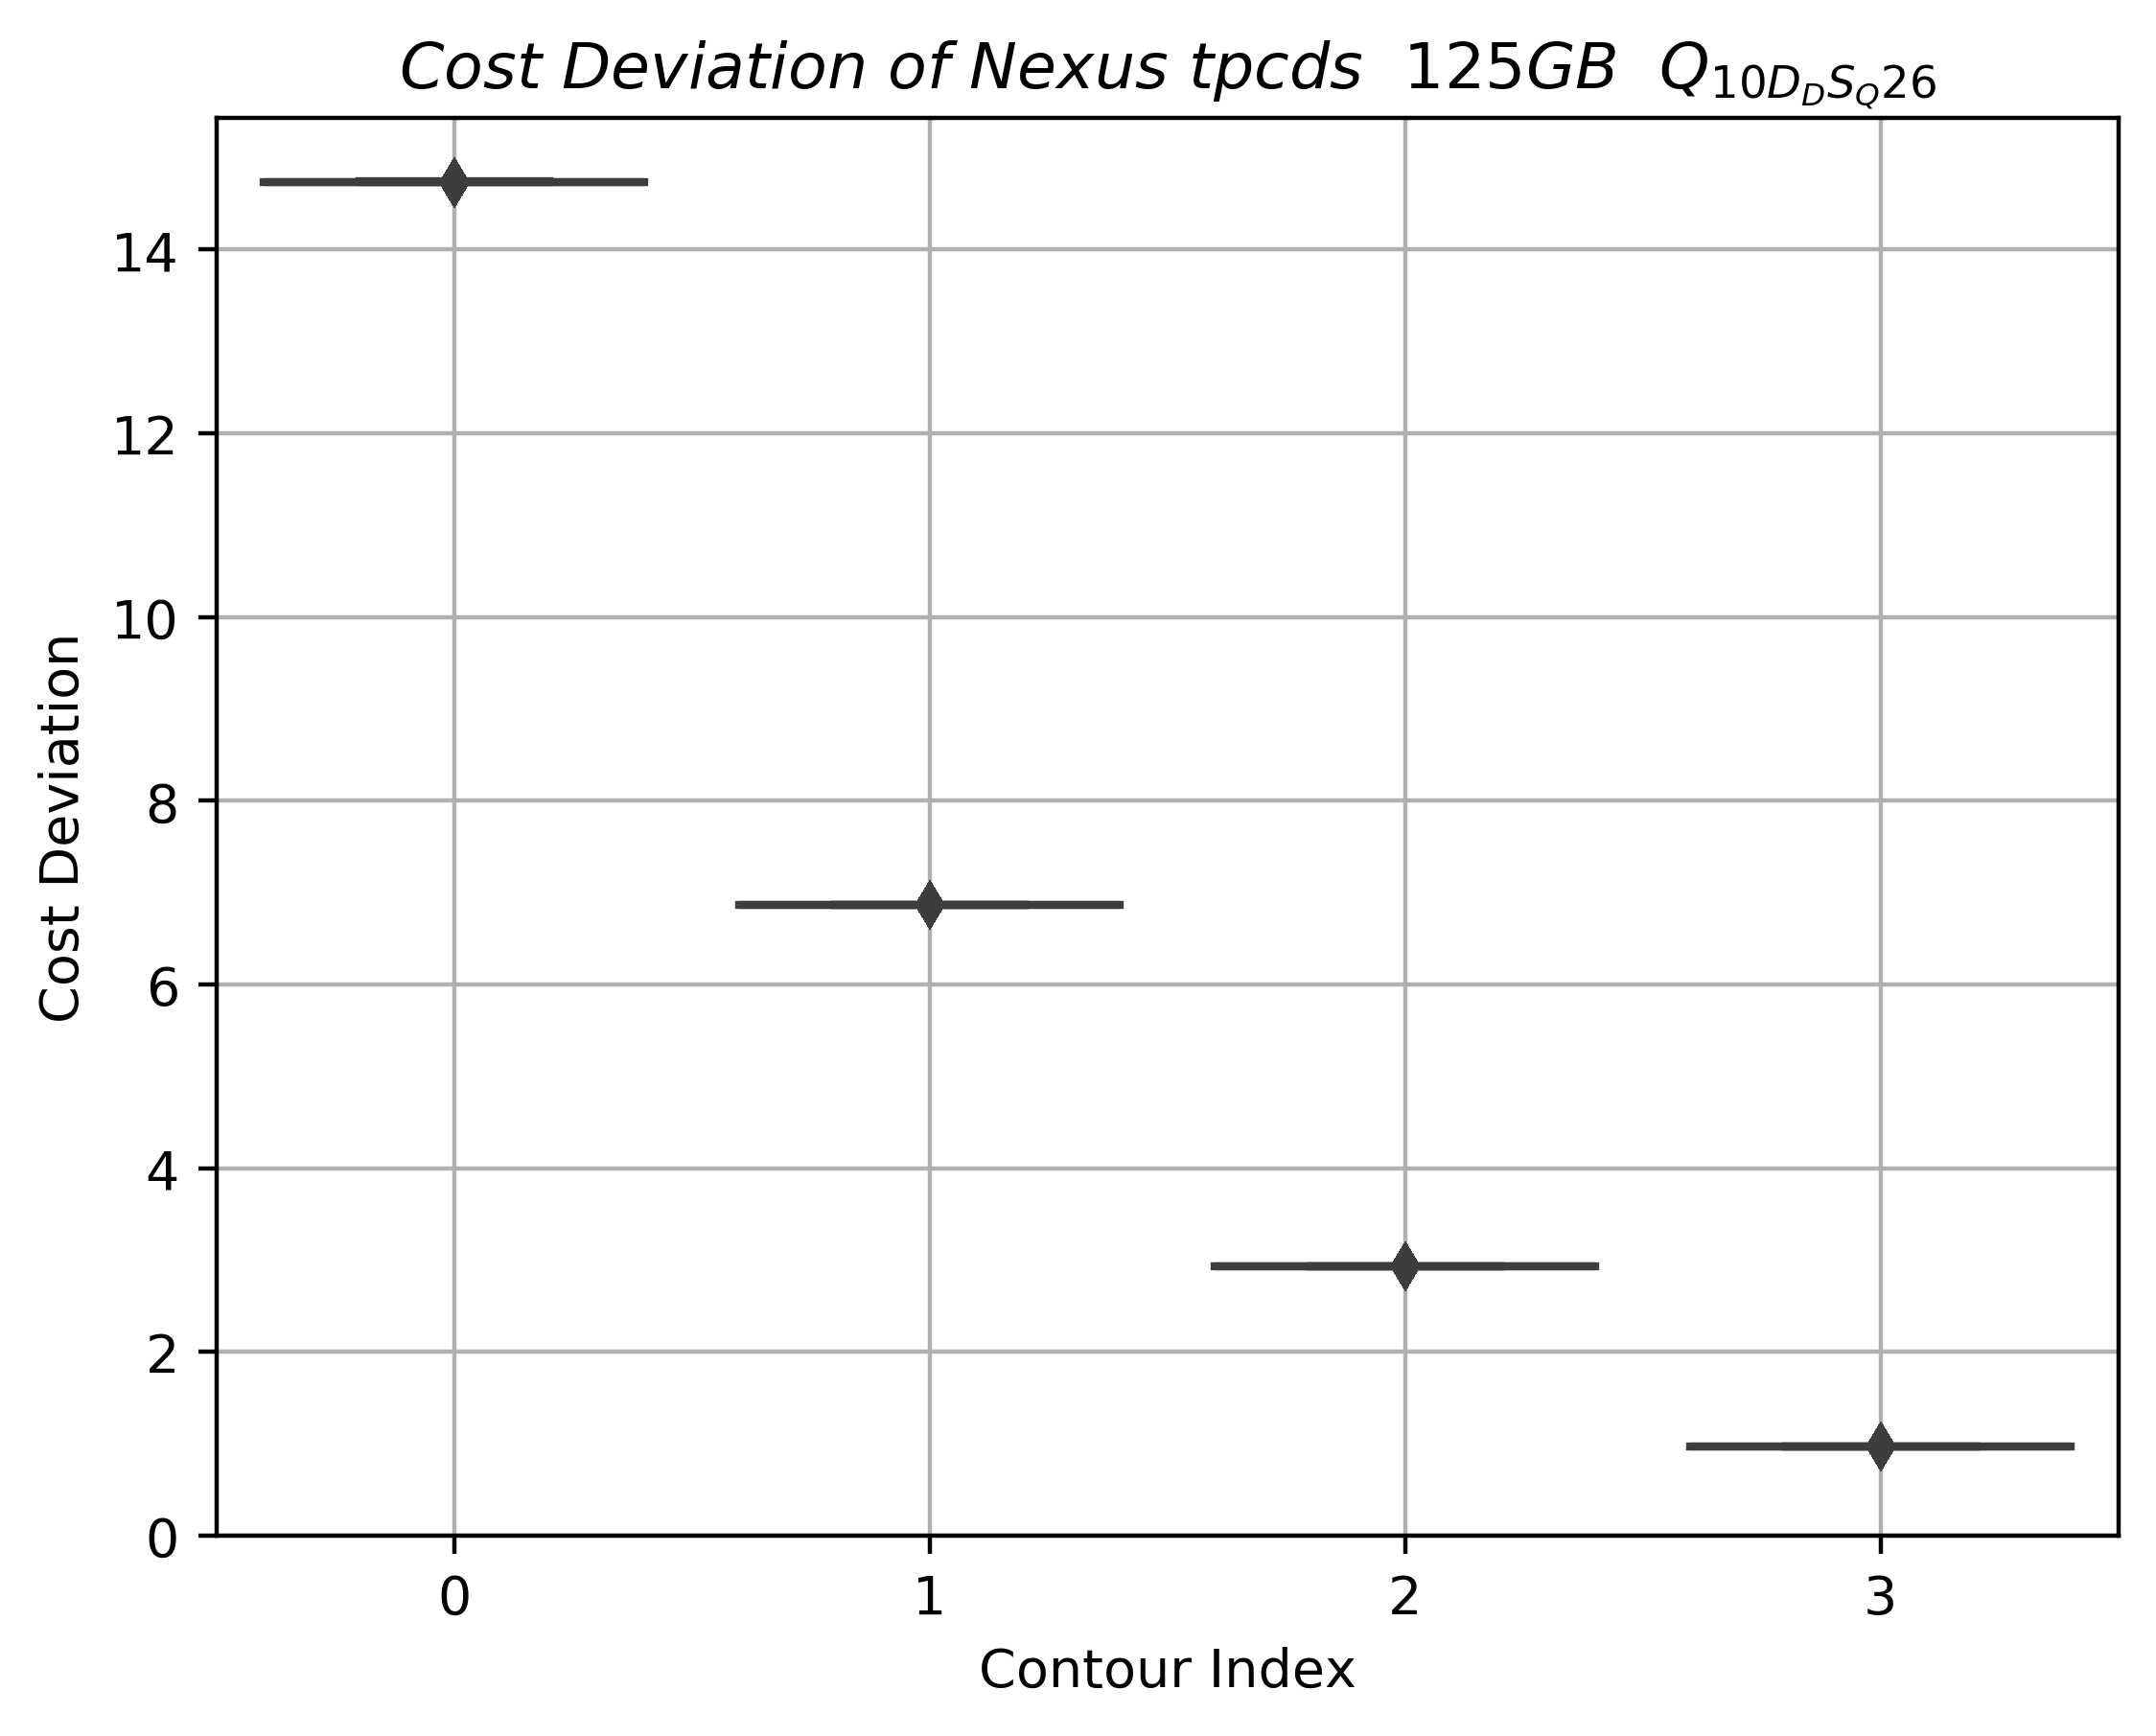 Cost Deviation of Nexus tpcds 125GB Q10DDSQ26
14
12
10
8
6
4
2
0
Cost Deviation
0 1 2 3
Contour Index